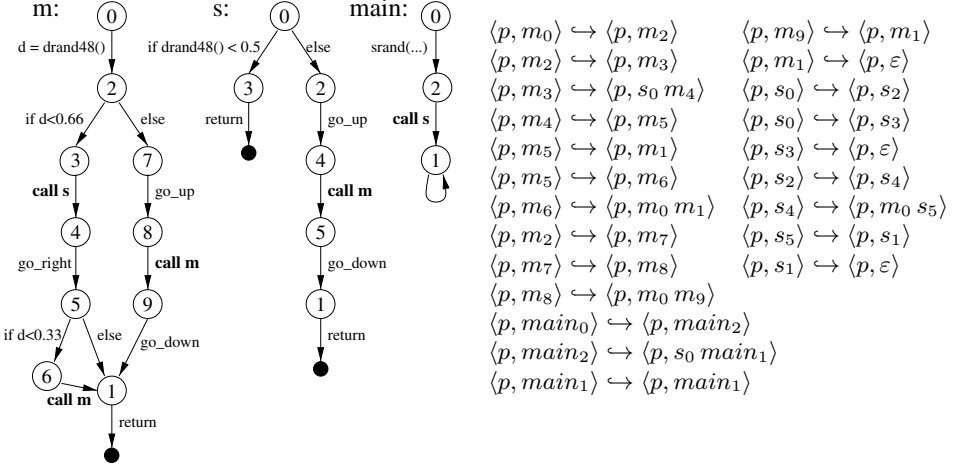 m:
0
d = drand48()
2
if d<0.66
else
3
7
call s
go_up
4
8
go_right
call m
5
9
if d<0.33
else
go_down
6
1
call m
return
s:
0
if drand48() < 0.5
else
3
2
return
go_up
4
call m
5
go_down
1
return
main:
0
srand(...)
2
call s
1
⟨p, m₀⟩ ↪ ⟨p, m₂⟩
⟨p, m₂⟩ ↪ ⟨p, m₃⟩
⟨p, m₃⟩ ↪ ⟨p, s₀ m₄⟩
⟨p, m₄⟩ ↪ ⟨p, m₅⟩
⟨p, m₅⟩ ↪ ⟨p, m₁⟩
⟨p, m₅⟩ ↪ ⟨p, m₆⟩
⟨p, m₆⟩ ↪ ⟨p, m₀ m₁⟩
⟨p, m₂⟩ ↪ ⟨p, m₇⟩
⟨p, m₇⟩ ↪ ⟨p, m₈⟩
⟨p, m₈⟩ ↪ ⟨p, m₀ m₉⟩
⟨p, main₀⟩ ↪ ⟨p, main₂⟩
⟨p, main₂⟩ ↪ ⟨p, s₀ main₁⟩
⟨p, main₁⟩ ↪ ⟨p, main₁⟩
⟨p, m₉⟩ ↪ ⟨p, m₁⟩
⟨p, m₁⟩ ↪ ⟨p, ε⟩
⟨p, s₀⟩ ↪ ⟨p, s₂⟩
⟨p, s₀⟩ ↪ ⟨p, s₃⟩
⟨p, s₃⟩ ↪ ⟨p, ε⟩
⟨p, s₂⟩ ↪ ⟨p, s₄⟩
⟨p, s₄⟩ ↪ ⟨p, m₀ s₅⟩
⟨p, s₅⟩ ↪ ⟨p, s₁⟩
⟨p, s₁⟩ ↪ ⟨p, ε⟩